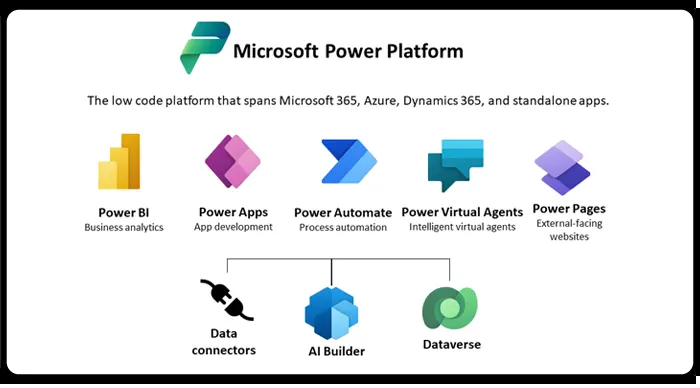 Microsoft Power Platform
The low code platform that spans Microsoft 365, Azure, Dynamics 365, and standalone apps.
Power BI
Business analytics
Power Apps
App development
Power Automate
Process automation
Power Virtual Agents
Intelligent virtual agents
Power Pages
External-facing
websites
Data
connectors
AI Builder
Dataverse